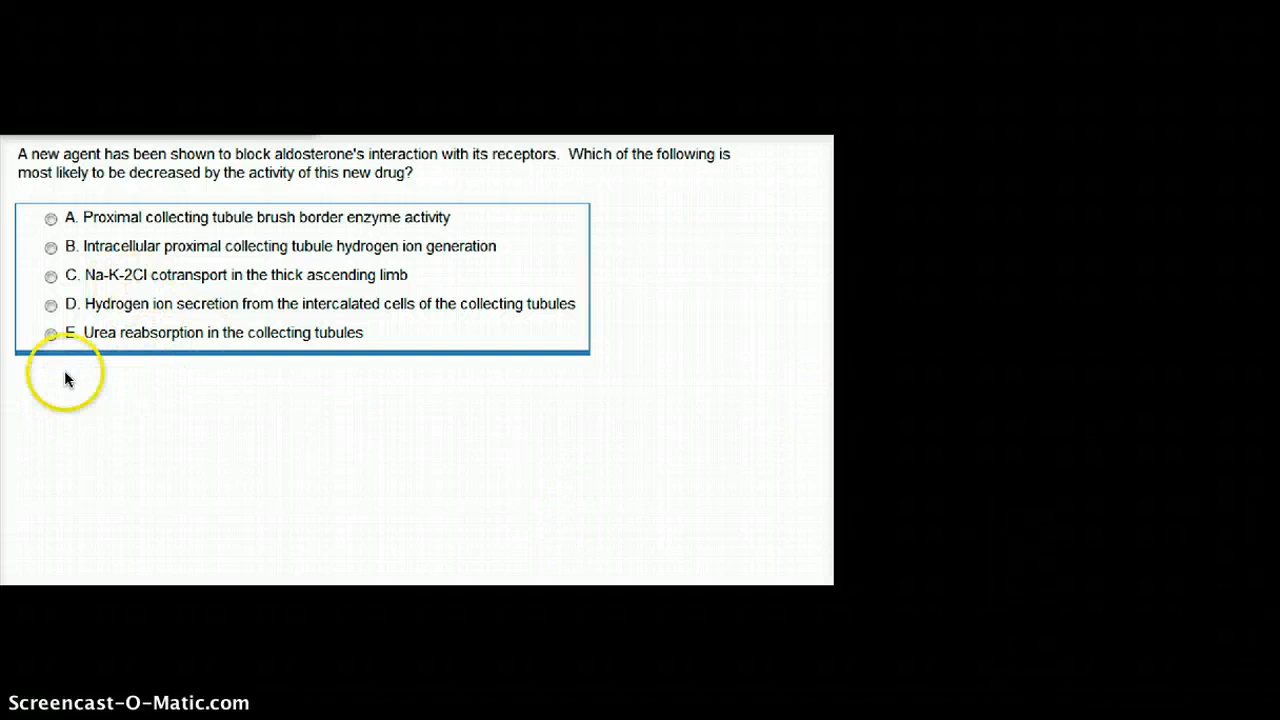 A new agent has been shown to block aldosterone's interaction with its receptors. Which of the following is
most likely to be decreased by the activity of this new drug?
A. Proximal collecting tubule brush border enzyme activity
B. Intracellular proximal collecting tubule hydrogen ion generation
C. Na-K-2Cl cotransport in the thick ascending limb
D. Hydrogen ion secretion from the intercalated cells of the collecting tubules
E. Urea reabsorption in the collecting tubules
Screencast-O-Matic.com